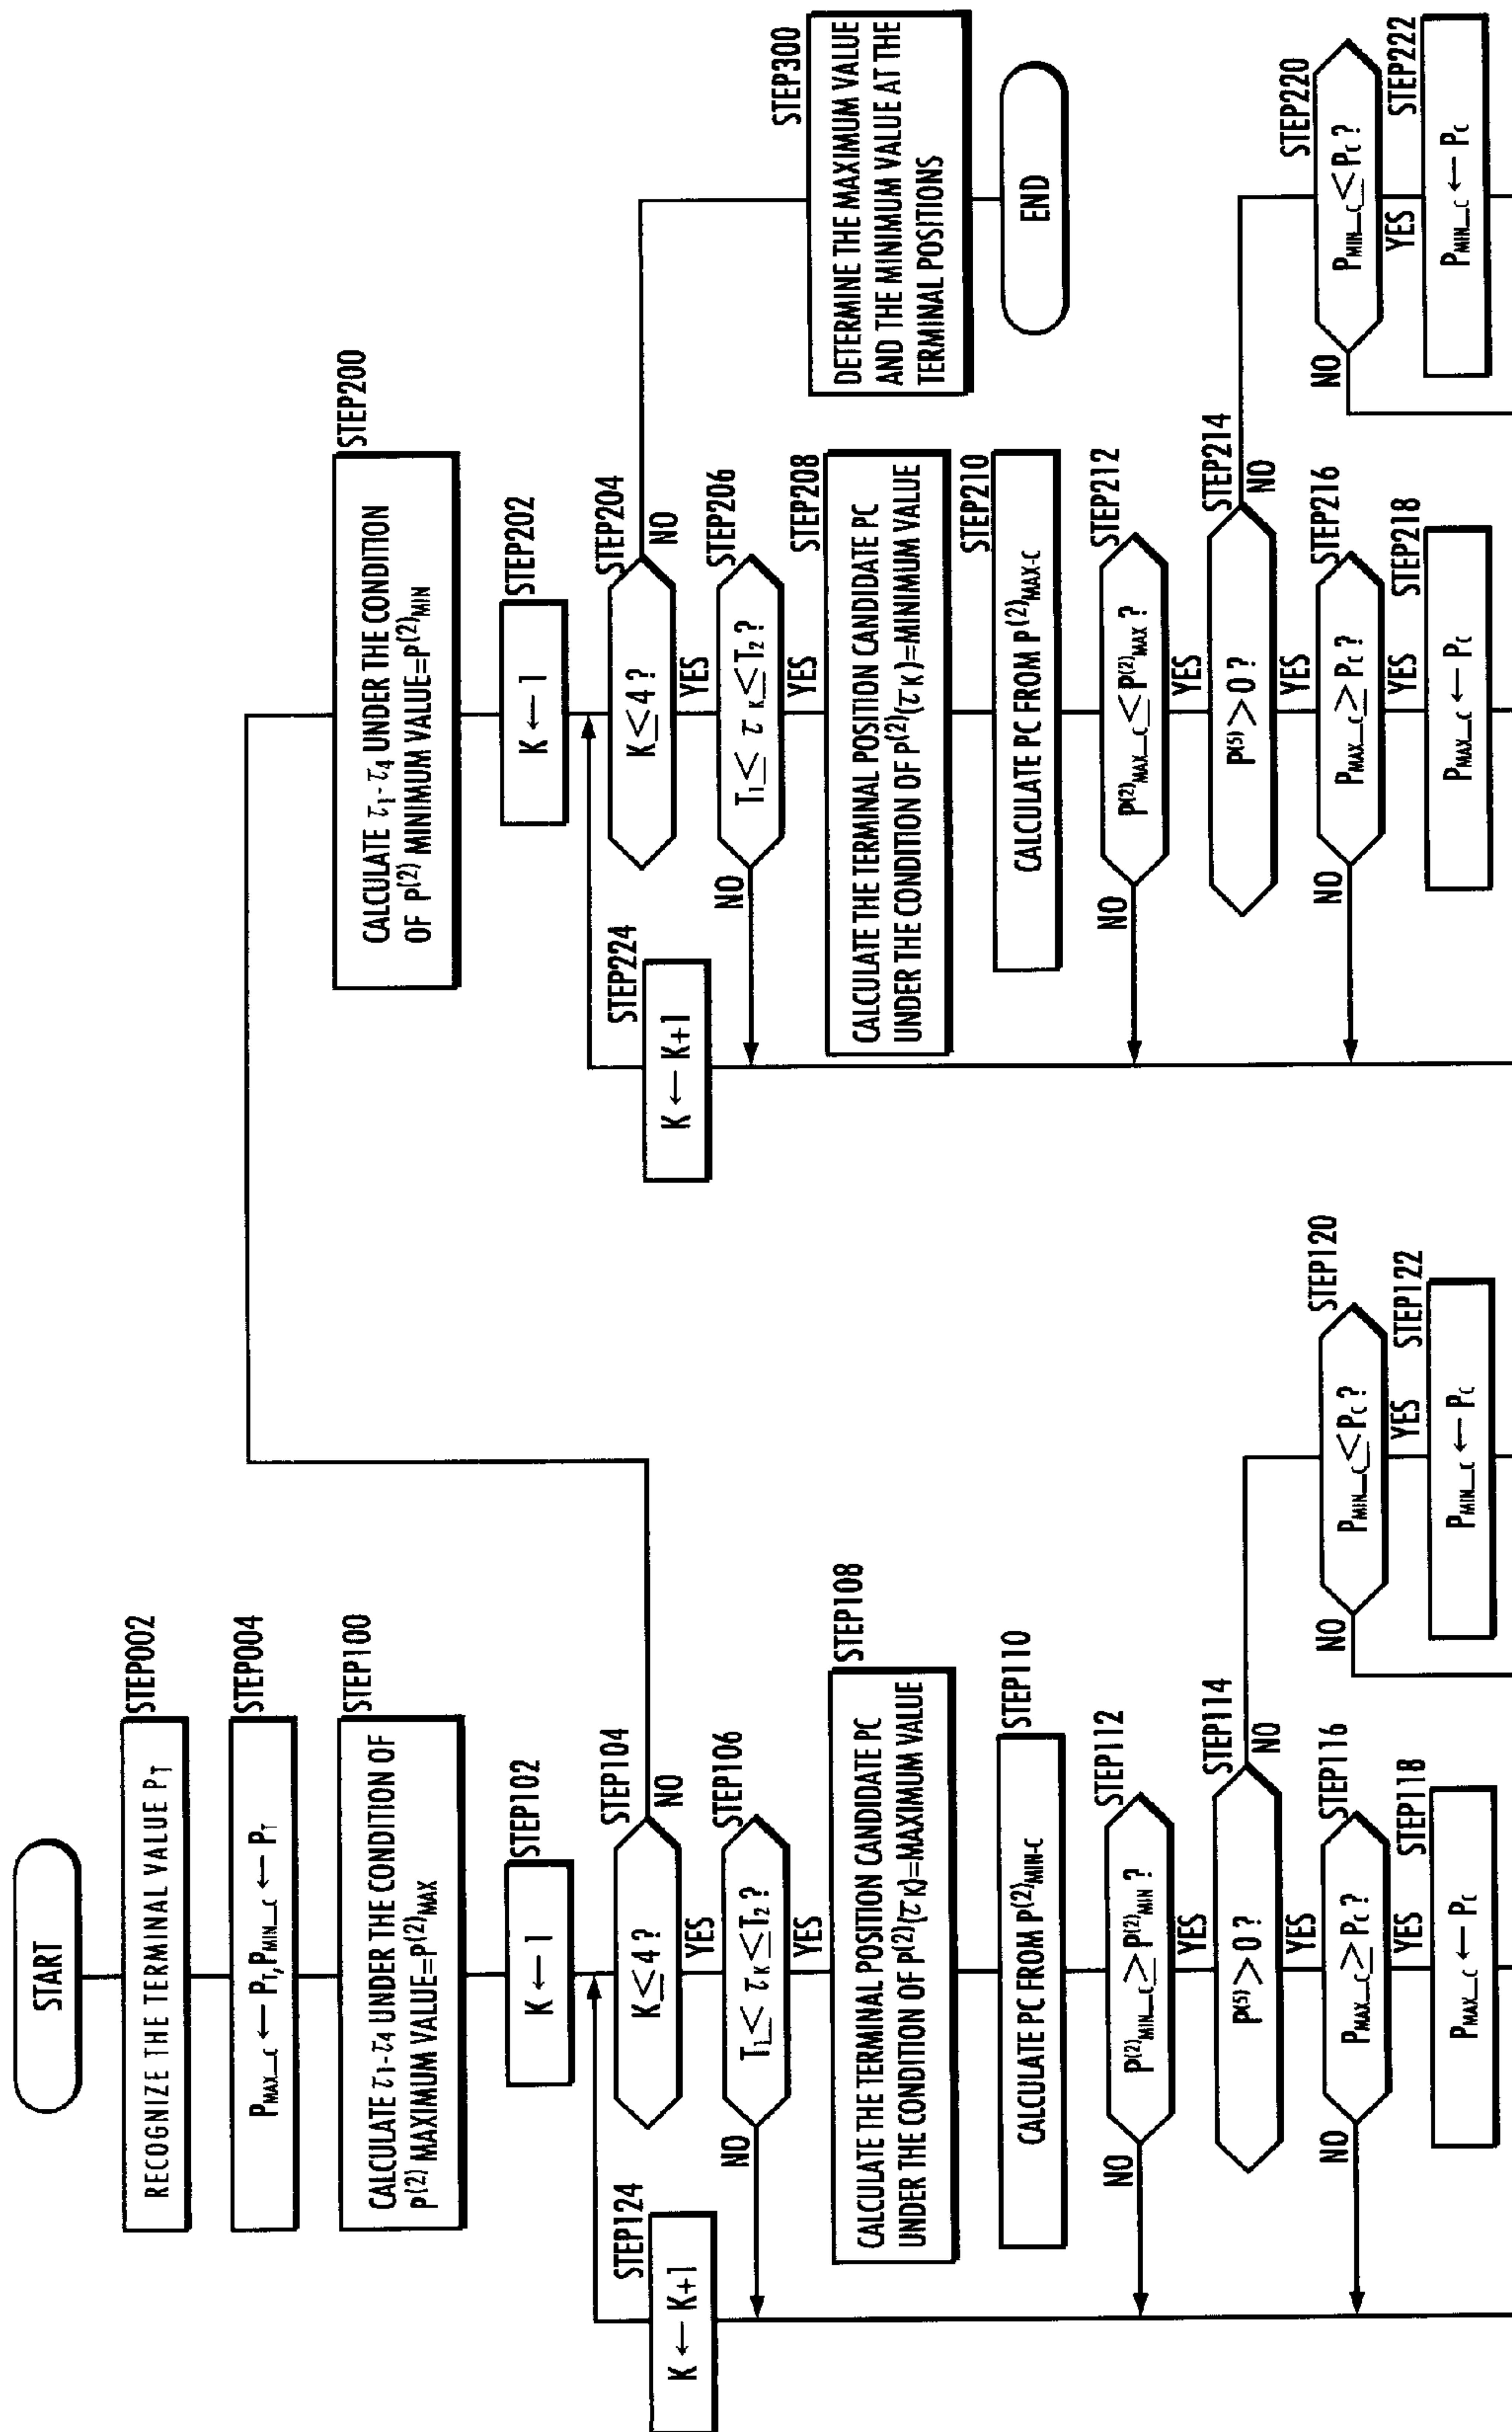 START
RECOGNIZE THE TERMINAL VALUE P_T
STEP002
P_MAX_C ← P_T, P_MIN_C ← P_T
STEP004
CALCULATE τ1-τ4 UNDER THE CONDITION OF
P^(2) MAXIMUM VALUE=P^(2)_MAX
STEP100
K ← 1
STEP102
K ≤ 4 ?
STEP104
NO
YES
K ← K+1
STEP124
T1 ≤ τ K ≤ T2 ?
STEP106
NO
YES
CALCULATE THE TERMINAL POSITION CANDIDATE PC
UNDER THE CONDITION OF P^(2)(τ K)=MAXIMUM VALUE
STEP108
CALCULATE PC FROM P^(2)_MIN-C
STEP110
P^(2)_MIN_C ≥ P^(2)_MIN ?
STEP112
NO
YES
P^(5) > 0 ?
STEP114
NO
YES
P_MAX_C ≥ P_C ?
STEP116
NO
YES
P_MAX_C ← P_C
STEP118
P_MIN_C ≤ P_C ?
STEP120
NO
YES
P_MIN_C ← P_C
STEP122
CALCULATE τ1-τ4 UNDER THE CONDITION
OF P^(2) MINIMUM VALUE=P^(2)_MIN
STEP200
K ← 1
STEP202
K ≤ 4 ?
STEP204
NO
YES
K ← K+1
STEP224
T1 ≤ τ K ≤ T2 ?
STEP206
NO
YES
CALCULATE THE TERMINAL POSITION CANDIDATE PC
UNDER THE CONDITION OF P^(2)(τ K)=MINIMUM VALUE
STEP208
CALCULATE PC FROM P^(2)_MAX-C
STEP210
P^(2)_MAX_C ≤ P^(2)_MAX ?
STEP212
NO
YES
P^(5) > 0 ?
STEP214
NO
YES
P_MAX_C ≥ P_C ?
STEP216
NO
YES
P_MAX_C ← P_C
STEP218
P_MIN_C ≤ P_C ?
STEP220
NO
YES
P_MIN_C ← P_C
STEP222
DETERMINE THE MAXIMUM VALUE
AND THE MINIMUM VALUE AT THE
TERMINAL POSITIONS
STEP300
END